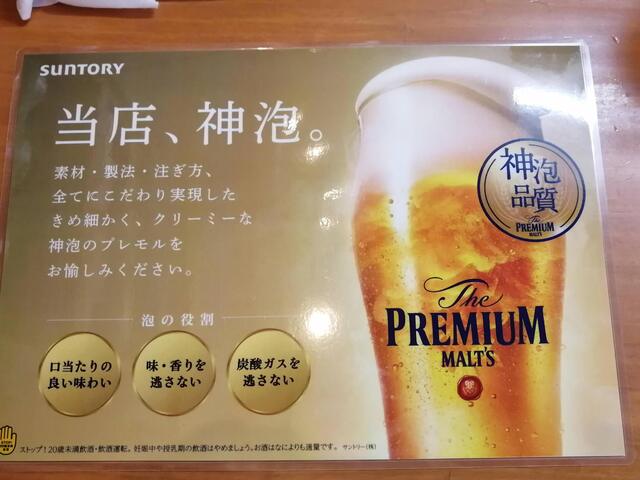 SUNTORY
当店、神泡。
素材・製法・注ぎ方、
全てにこだわり実現した
きめ細かく、クリーミーな
神泡のプレモルを
お愉しみください。
泡の役割
口当たりの
良い味わい
味・香りを
逃さない
炭酸ガスを
逃さない
神泡
品質
The
PREMIUM
MALT'S
The
PREMIUM
MALT'S
ストップ!20歳未満飲酒・飲酒運転。妊娠中や授乳期の飲酒はやめましょう。お酒はなによりも適量です。 サントリー(株)